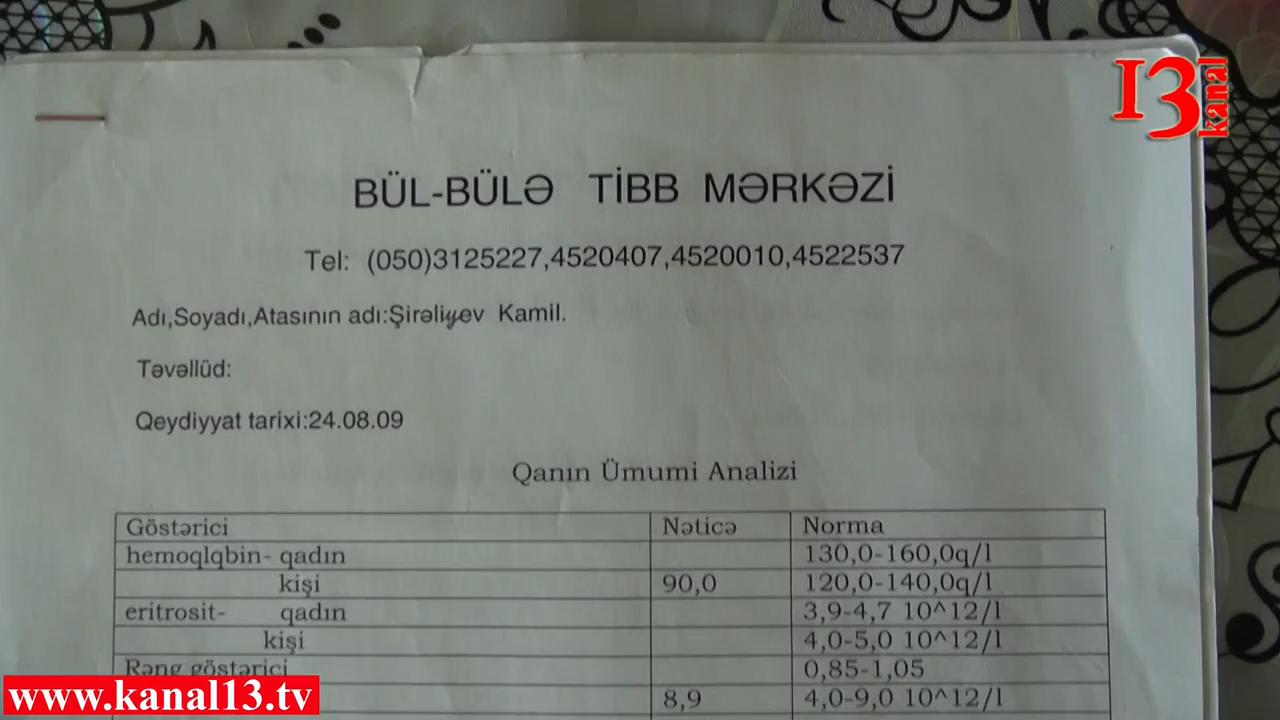 13 kanal
BÜL-BÜLƏ TİBB MƏRKƏZİ
Tel: (050)3125227,4520407,4520010,4522537
Adı,Soyadı,Atasının adı:Şirəliyev Kamil.
Təvəllüd:
Qeydiyyat tarixi:24.08.09
Qanın Ümumi Analizi
Göstərici Nəticə Norma
hemoqlqbin- qadın 130,0-160,0q/l
kişi 90,0 120,0-140,0q/l
eritrosit- qadın 3,9-4,7 10^12/l
kişi 4,0-5,0 10^12/l
Rəng göstərici 0,85-1,05
8,9 4,0-9,0 10^12/l
www.kanal13.tv